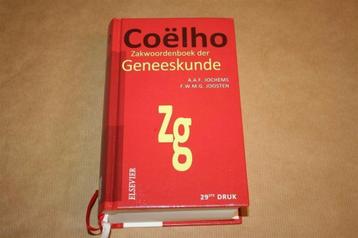 Coëlho
Zakwoordenboek der
Geneeskunde
A.A.F. JOCHEMS
F.W.M.G. JOOSTEN
Zg
ELSEVIER
29STE DRUK